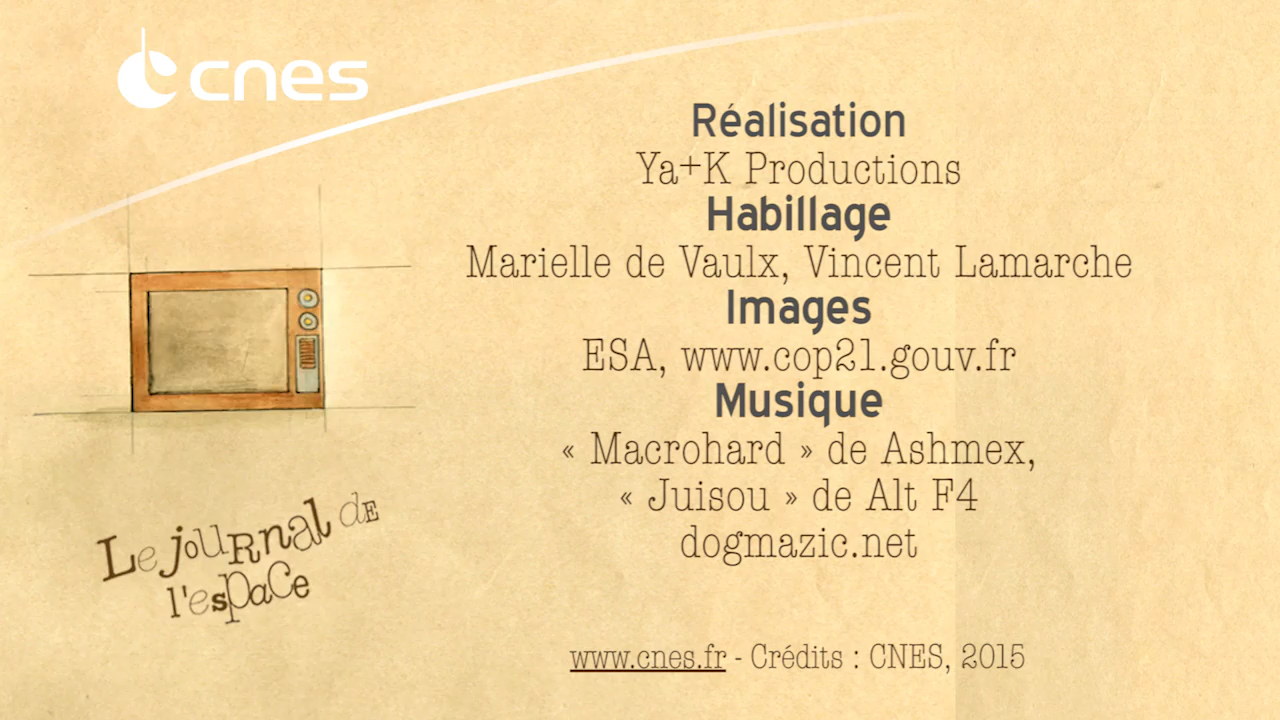 cnes
Réalisation
Ya+K Productions
Habillage
Marielle de Vaulx, Vincent Lamarche
Images
ESA, www.cop21.gouv.fr
Musique
« Macrohard » de Ashmex,
« Juisou » de Alt F4
dogmazic.net
Le joURnal dE
l'espaCe
www.cnes.fr - Crédits : CNES, 2015